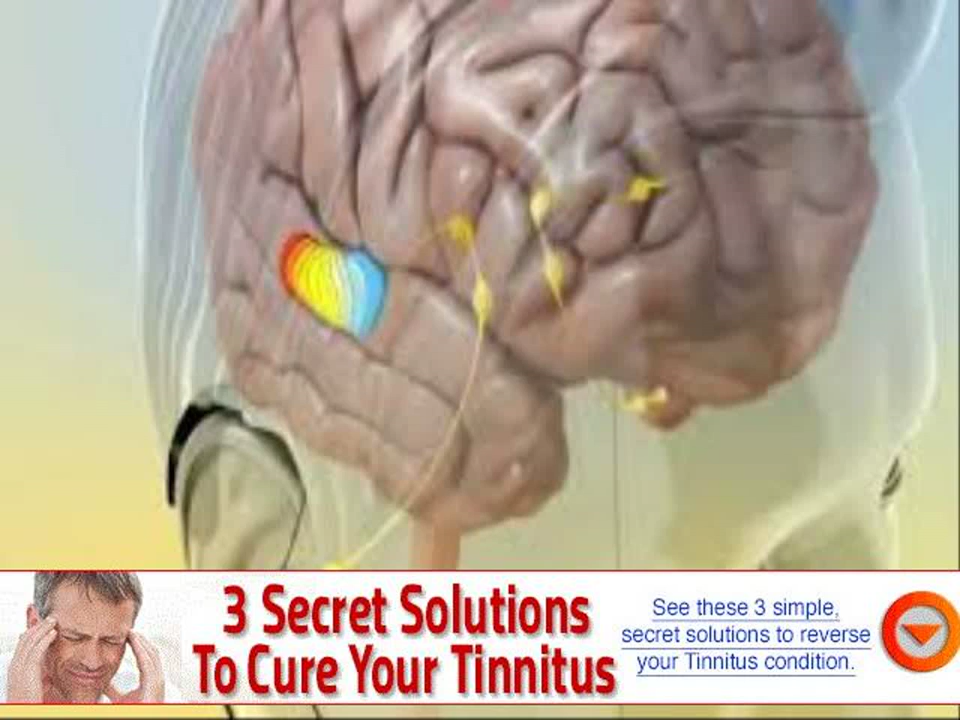 3 Secret Solutions
To Cure Your Tinnitus
See these 3 simple,
secret solutions to reverse
your Tinnitus condition.